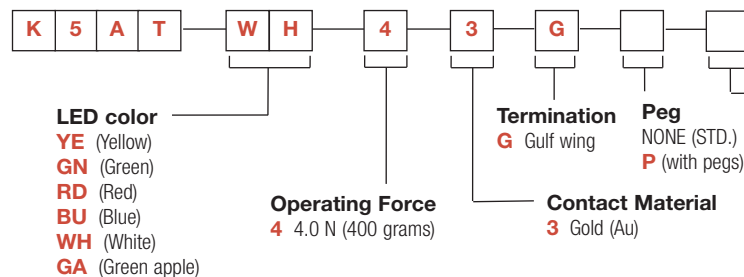 K 5 A T W H 4 3 G
LED color
YE (Yellow)
GN (Green)
RD (Red)
BU (Blue)
WH (White)
GA (Green apple)
Operating Force
4 4.0 N (400 grams)
Termination
G Gulf wing
Contact Material
3 Gold (Au)
Peg
NONE (STD.)
P (with pegs)